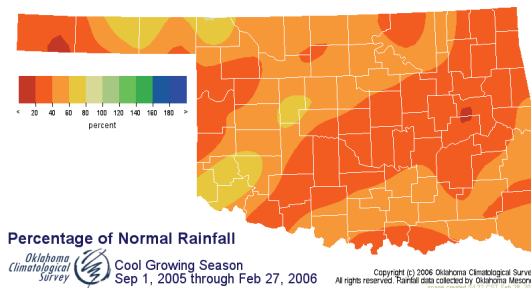 < 20 40 60 80 100 120 140 160 180 >
percent
Percentage of Normal Rainfall
Oklahoma
Climatological
Survey
Cool Growing Season
Sep 1, 2005 through Feb 27, 2006
Copyright (c) 2006 Oklahoma Climatological Surve
All rights reserved. Rainfall data collected by Oklahoma Mesone